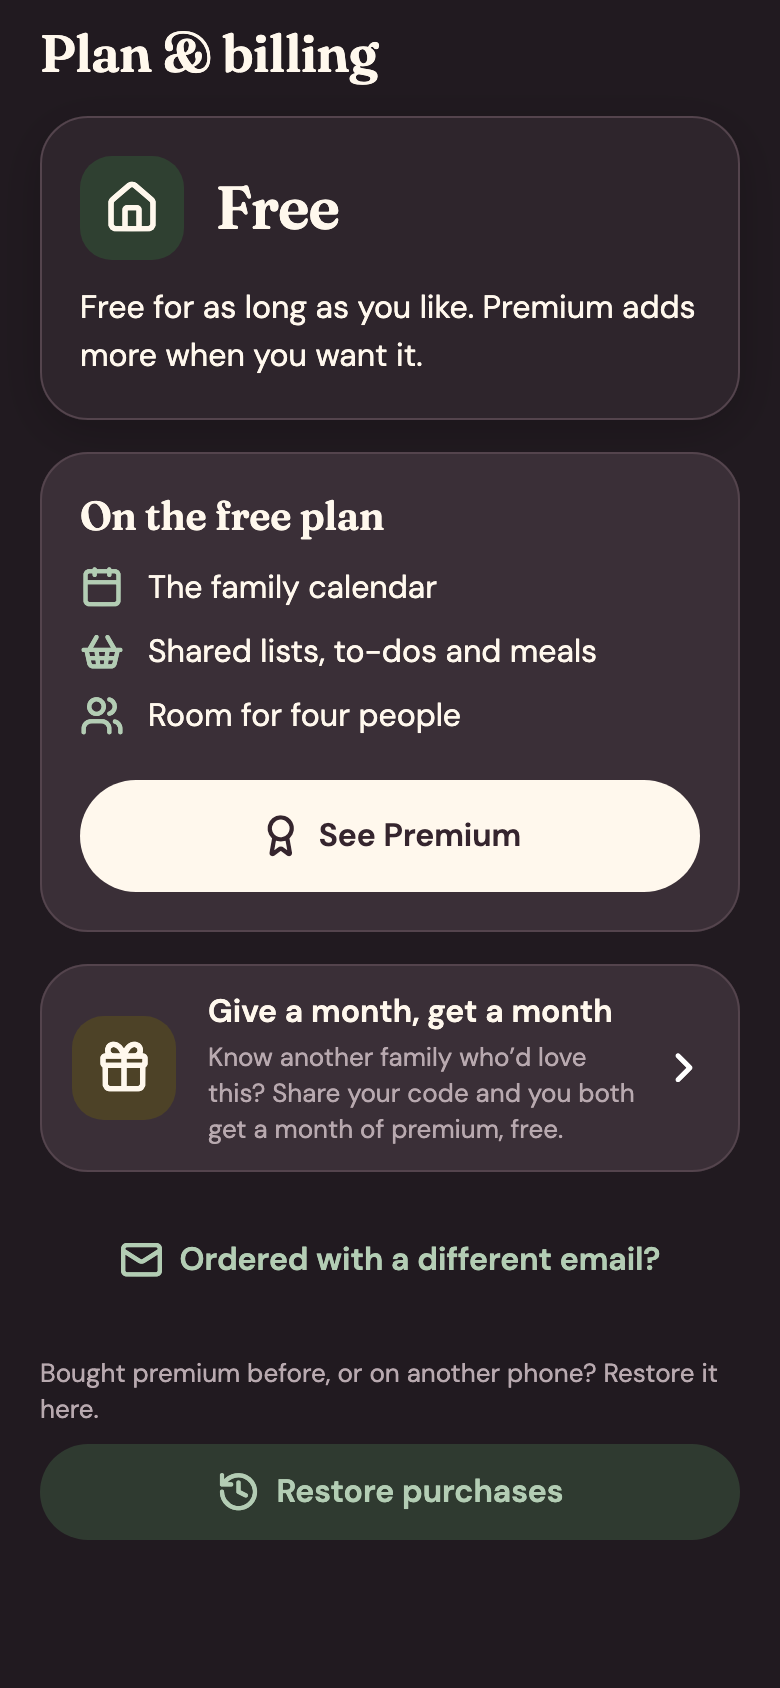 Plan & billing
Free
Free for as long as you like. Premium adds
more when you want it.
On the free plan
The family calendar
Shared lists, to-dos and meals
Room for four people
See Premium
Give a month, get a month
Know another family who’d love
this? Share your code and you both
get a month of premium, free.
Ordered with a different email?
Bought premium before, or on another phone? Restore it
here.
Restore purchases